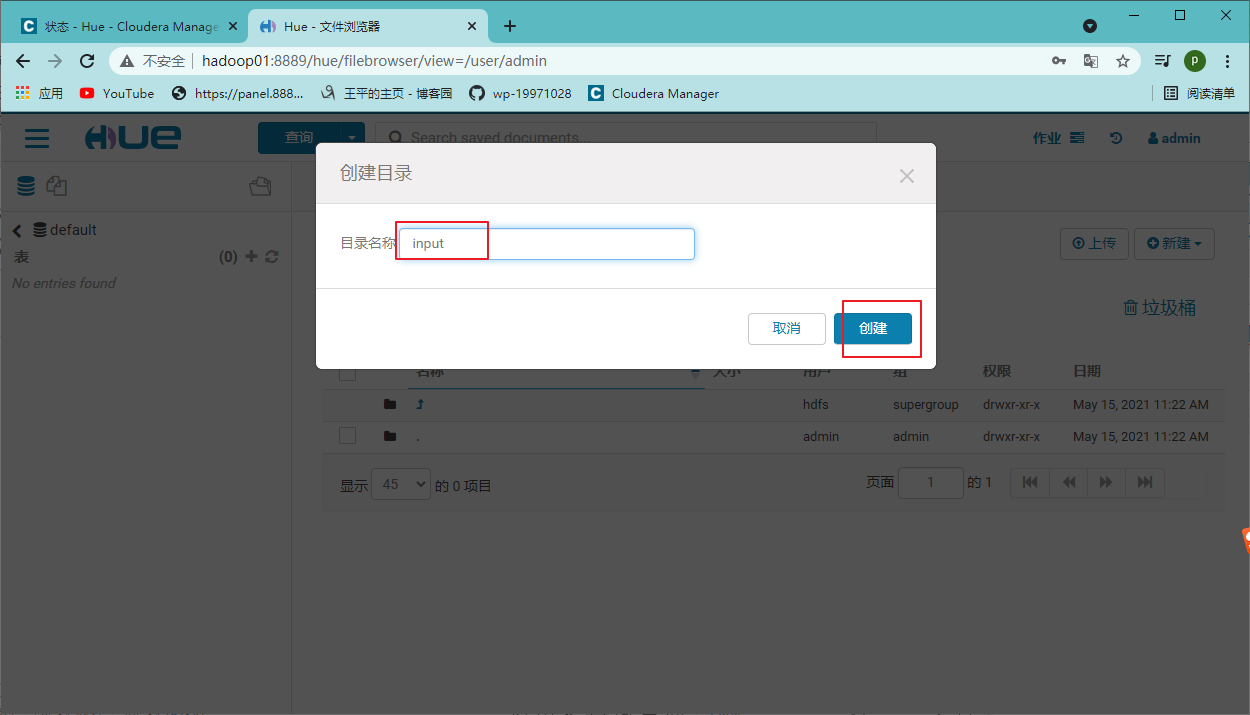 状态 - Hue - Cloudera Manage
Hue - 文件浏览器
不安全 hadoop01:8889/hue/filebrowser/view=/user/admin
P
应用 YouTube https://panel.888... 王平的主页 - 博客园 wp-19971028 Cloudera Manager 阅读清单
HUE 查询 Search saved documents... 作业 admin
创建目录
default
目录名称 input
上传 新建
表 (0)
No entries found
垃圾桶
取消 创建
名称 大小 用户 组 权限 日期
hdfs supergroup drwxr-xr-x May 15, 2021 11:22 AM
. admin admin drwxr-xr-x May 15, 2021 11:22 AM
显示 45 的 0 项目 页面 1 的 1